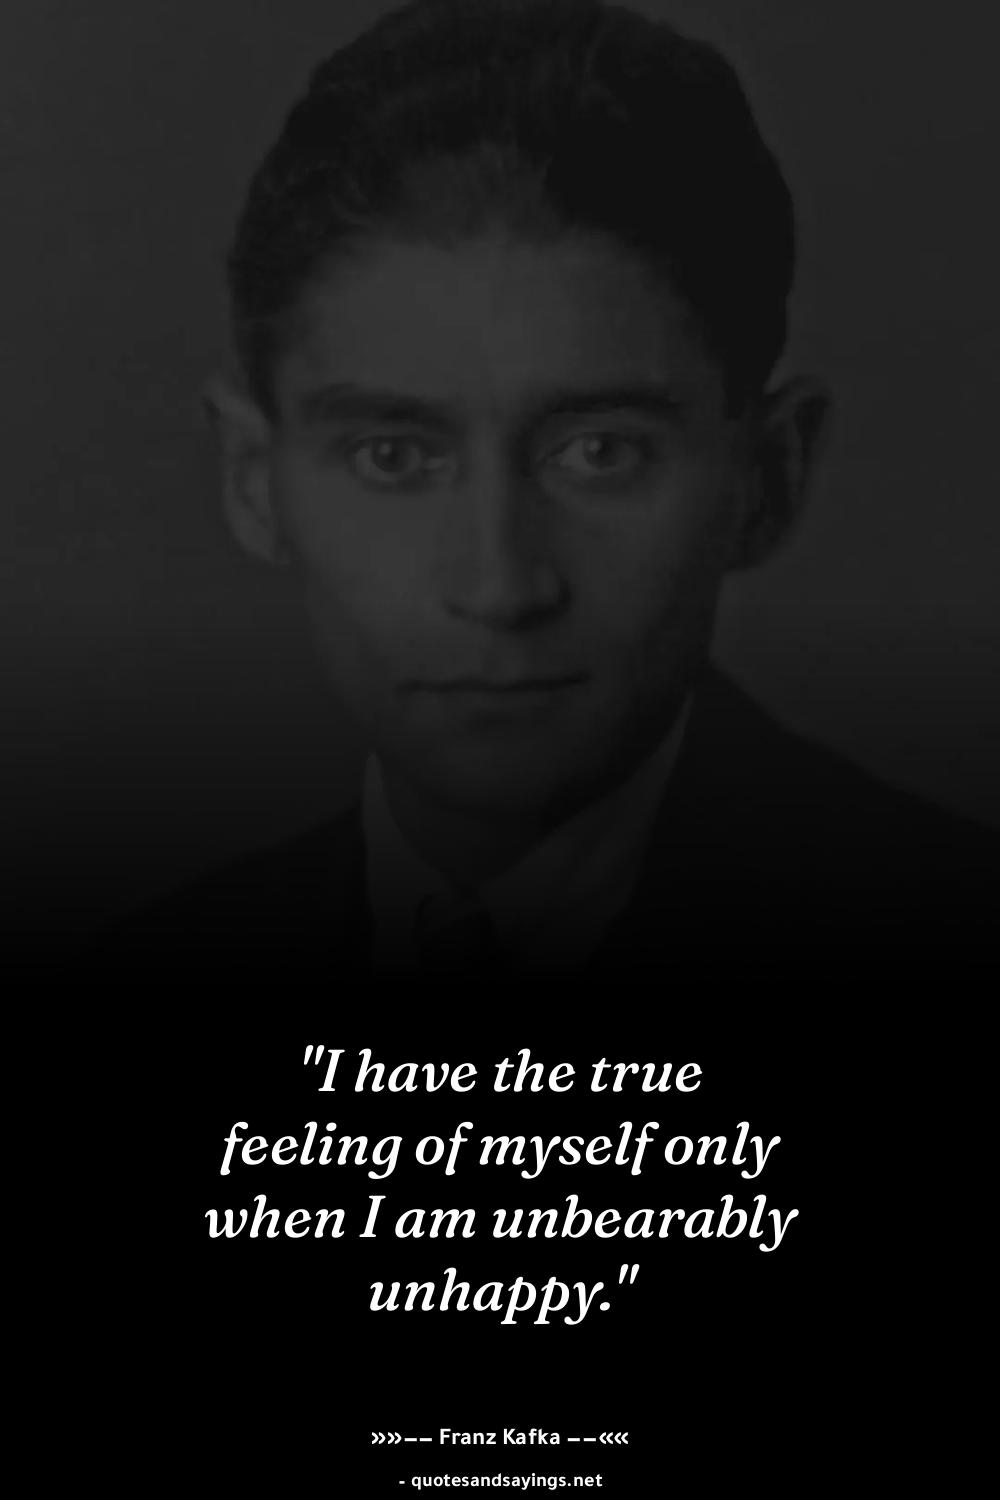 "I have the true
feeling of myself only
when I am unbearably
unhappy."
»»−− Franz Kafka −−««
- quotesandsayings.net